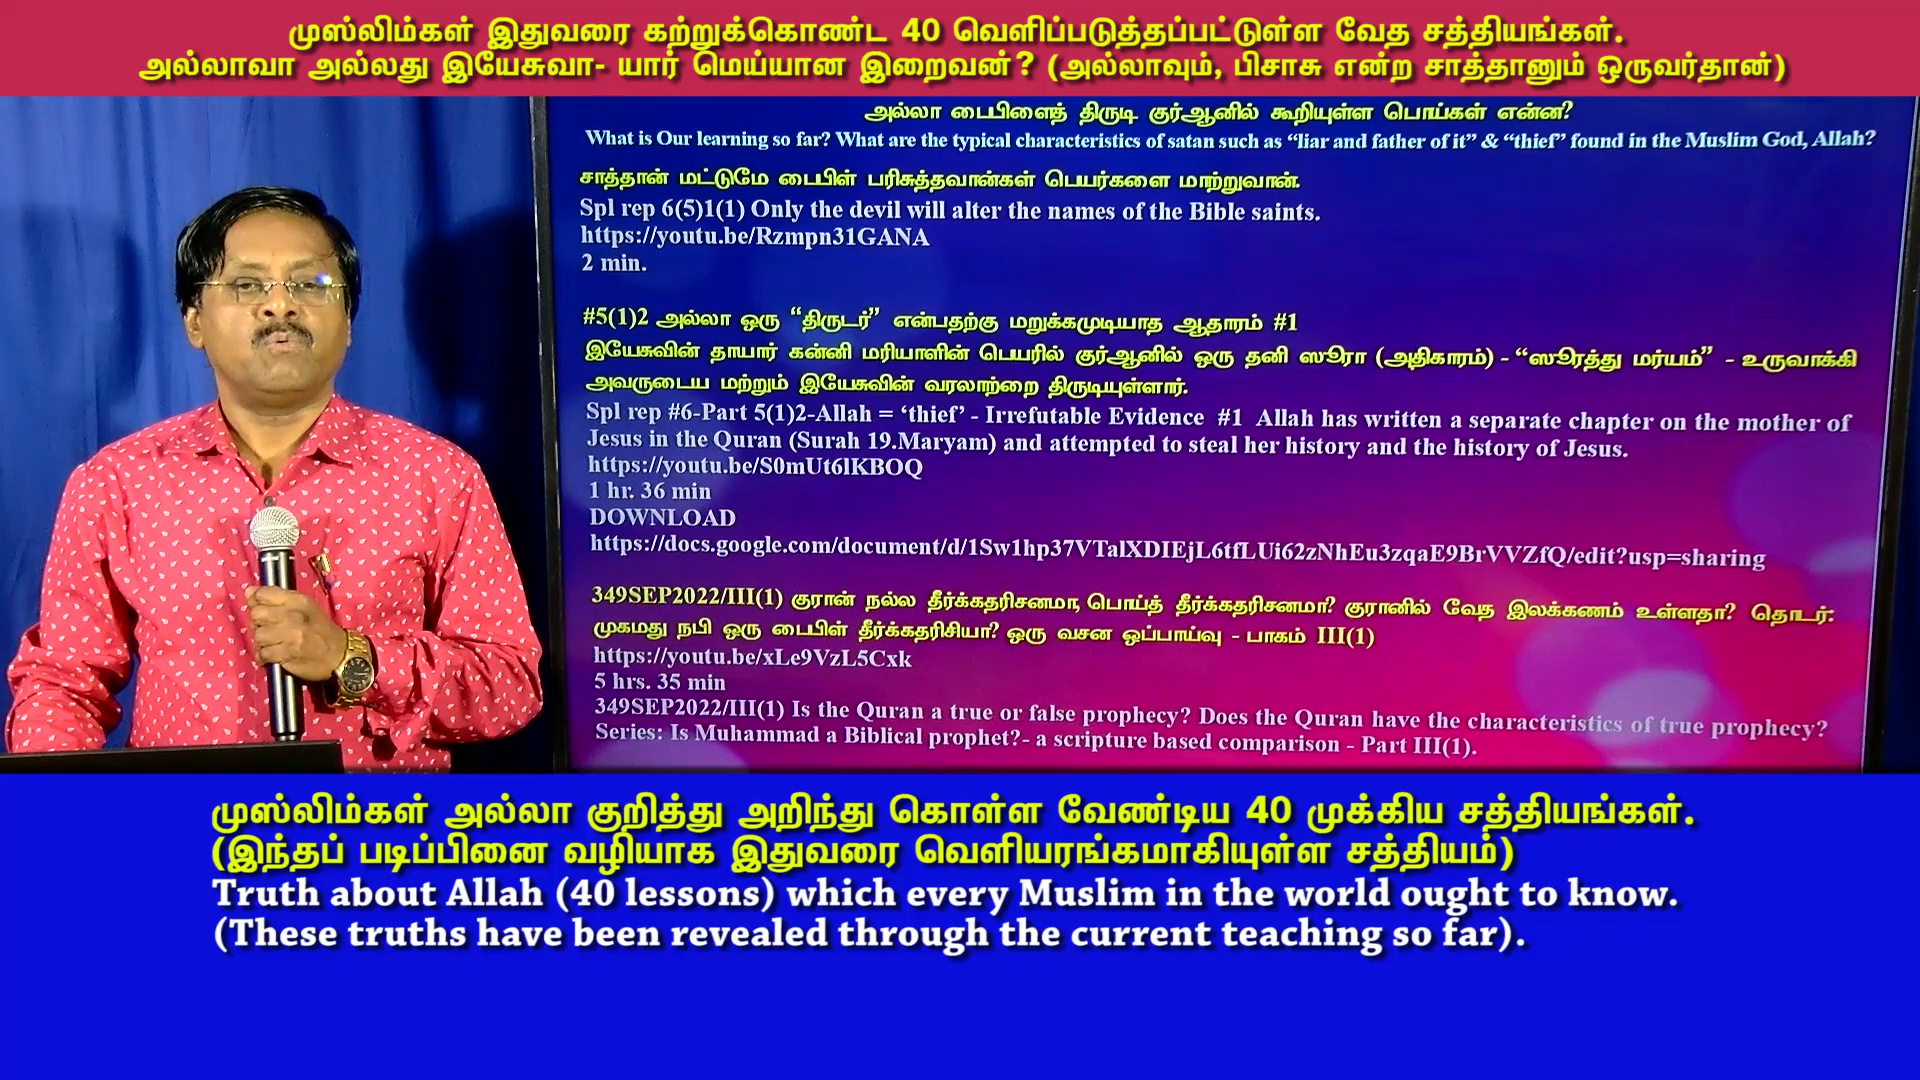 முஸ்லிம்கள் இதுவரை கற்றுக்கொண்ட 40 வெளிப்படுத்தப்பட்டுள்ள வேத சத்தியங்கள்.
அல்லாவா அல்லது இயேசுவா- யார் மெய்யான இறைவன்? (அல்லாவும், பிசாசு என்ற சாத்தானும் ஒருவர்தான்)
அல்லா பைபிளைத் திருடி குர்ஆனில் கூறியுள்ள பொய்கள் என்ன?
What is Our learning so far? What are the typical characteristics of satan such as “liar and father of it” & “thief” found in the Muslim God, Allah?
சாத்தான் மட்டுமே பைபிள் பரிசுத்தவான்கள் பெயர்களை மாற்றுவான்.
Spl rep 6(5)1(1) Only the devil will alter the names of the Bible saints.
https://youtu.be/Rzmpn31GANA
2 min.
#5(1)2 அல்லா ஒரு “திருடர்” என்பதற்கு மறுக்கமுடியாத ஆதாரம் #1
இயேசுவின் தாயார் கன்னி மரியாளின் பெயரில் குர்ஆனில் ஒரு தனி ஸூரா (அதிகாரம்) - “ஸூரத்து மர்யம்” - உருவாக்கி
அவருடைய மற்றும் இயேசுவின் வரலாற்றை திருடியுள்ளார்.
Spl rep #6-Part 5(1)2-Allah = ‘thief’ - Irrefutable Evidence #1 Allah has written a separate chapter on the mother of
Jesus in the Quran (Surah 19.Maryam) and attempted to steal her history and the history of Jesus.
https://youtu.be/S0mUt6lKBOQ
1 hr. 36 min
DOWNLOAD
https://docs.google.com/document/d/1Sw1hp37VTalXDIEjL6tfLUi62zNhEu3zqaE9BrVVZfQ/edit?usp=sharing
349SEP2022/III(1) குரான் நல்ல தீர்க்கதரிசனமா, பொய்த் தீர்க்கதரிசனமா? குரானில் வேத இலக்கணம் உள்ளதா? தொடர்:
முகமது நபி ஒரு பைபிள் தீர்க்கதரிசியா? ஒரு வசன ஒப்பாய்வு - பாகம் III(1)
https://youtu.be/xLe9VzL5Cxk
5 hrs. 35 min
349SEP2022/III(1) Is the Quran a true or false prophecy? Does the Quran have the characteristics of true prophecy?
Series: Is Muhammad a Biblical prophet?- a scripture based comparison - Part III(1).
முஸ்லிம்கள் அல்லா குறித்து அறிந்து கொள்ள வேண்டிய 40 முக்கிய சத்தியங்கள்.
(இந்தப் படிப்பினை வழியாக இதுவரை வெளியரங்கமாகியுள்ள சத்தியம்)
Truth about Allah (40 lessons) which every Muslim in the world ought to know.
(These truths have been revealed through the current teaching so far).